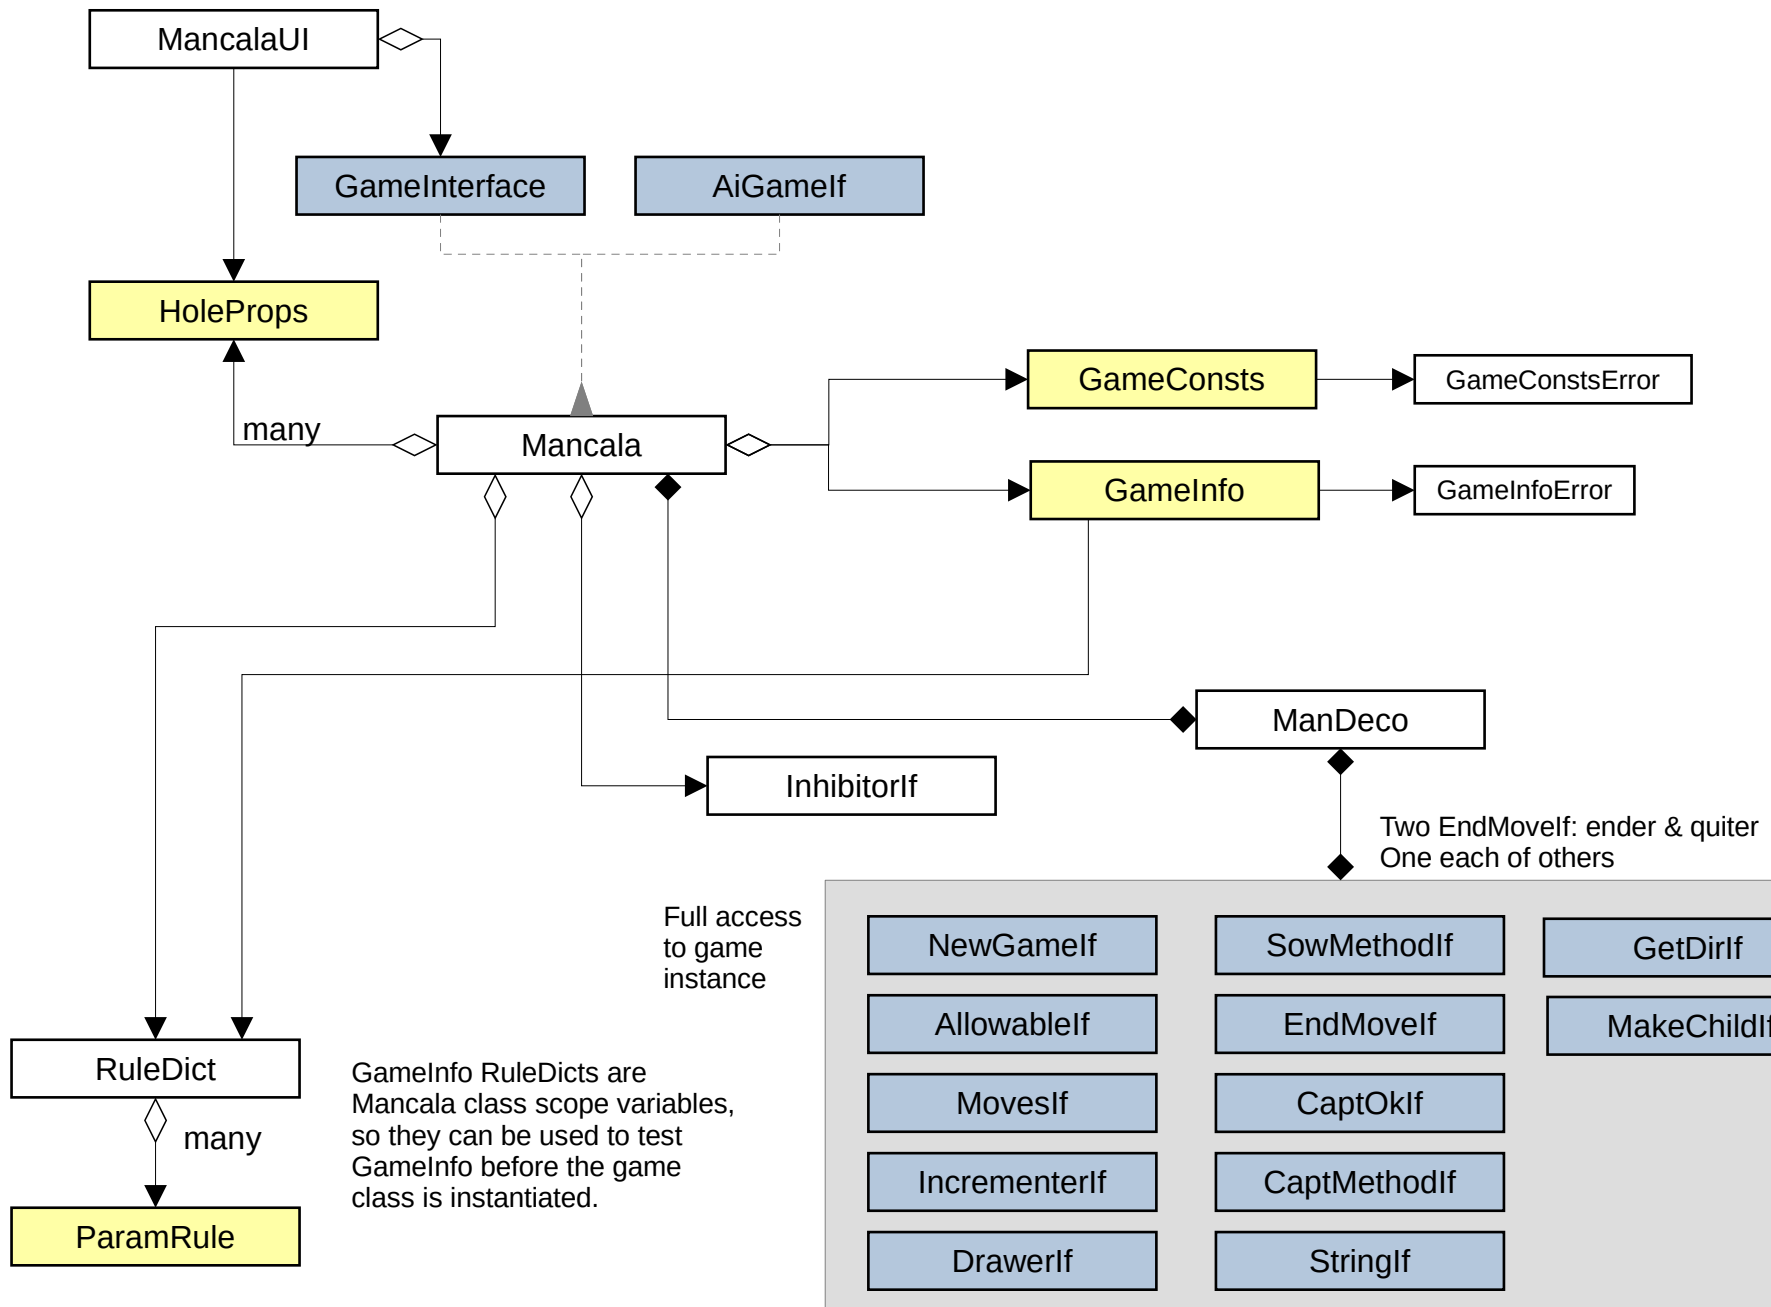 MancalaUI
GameInterface
AiGameIf
HoleProps
many
Mancala
GameConsts
GameConstsError
GameInfo
GameInfoError
ManDeco
InhibitorIf
Two EndMoveIf: ender & quiter
One each of others
Full access
to game
instance
NewGameIf
SowMethodIf
GetDirIf
AllowableIf
EndMoveIf
MakeChildIf
MovesIf
CaptOkIf
IncrementerIf
CaptMethodIf
DrawerIf
StringIf
RuleDict
many
ParamRule
GameInfo RuleDicts are
Mancala class scope variables,
so they can be used to test
GameInfo before the game
class is instantiated.